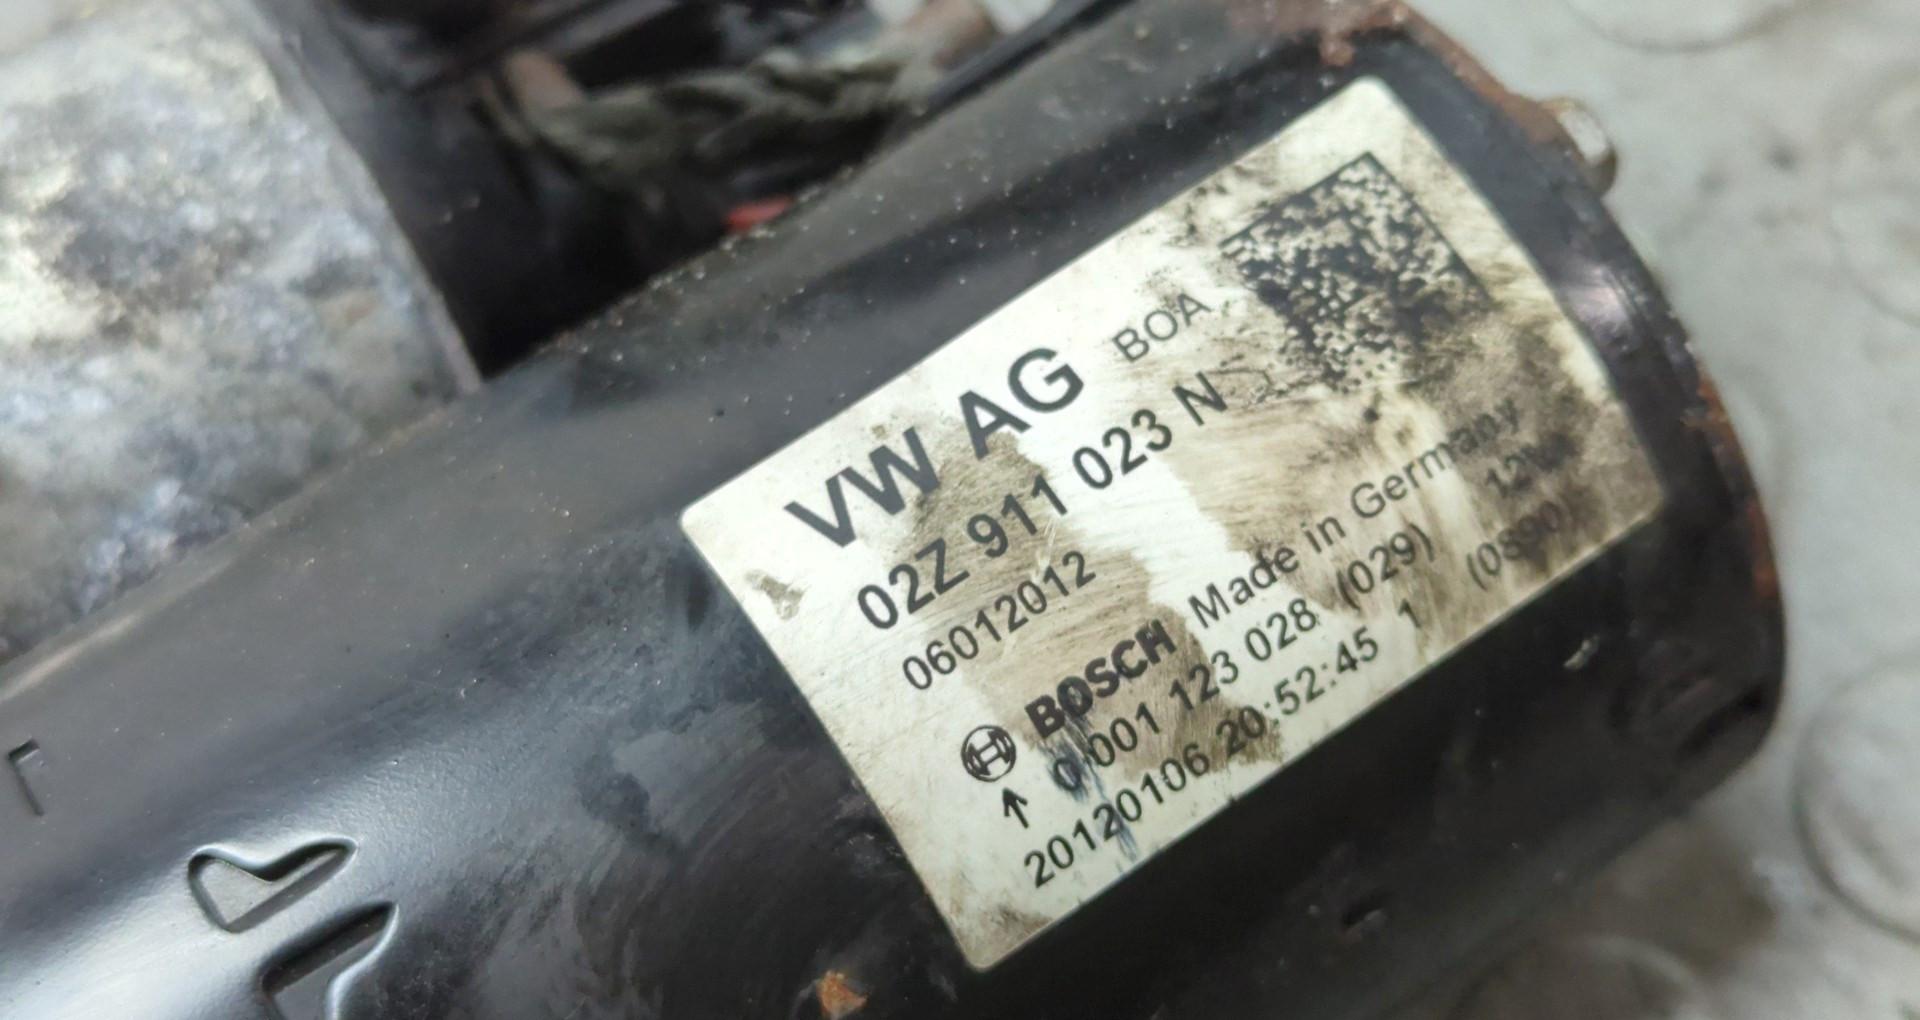 VW AG BOA
02Z 911 023 N
06012012
BOSCH Made in Germany
0 001 123 028 (029) 12V
20120106 20:52:45 1 (0S90)